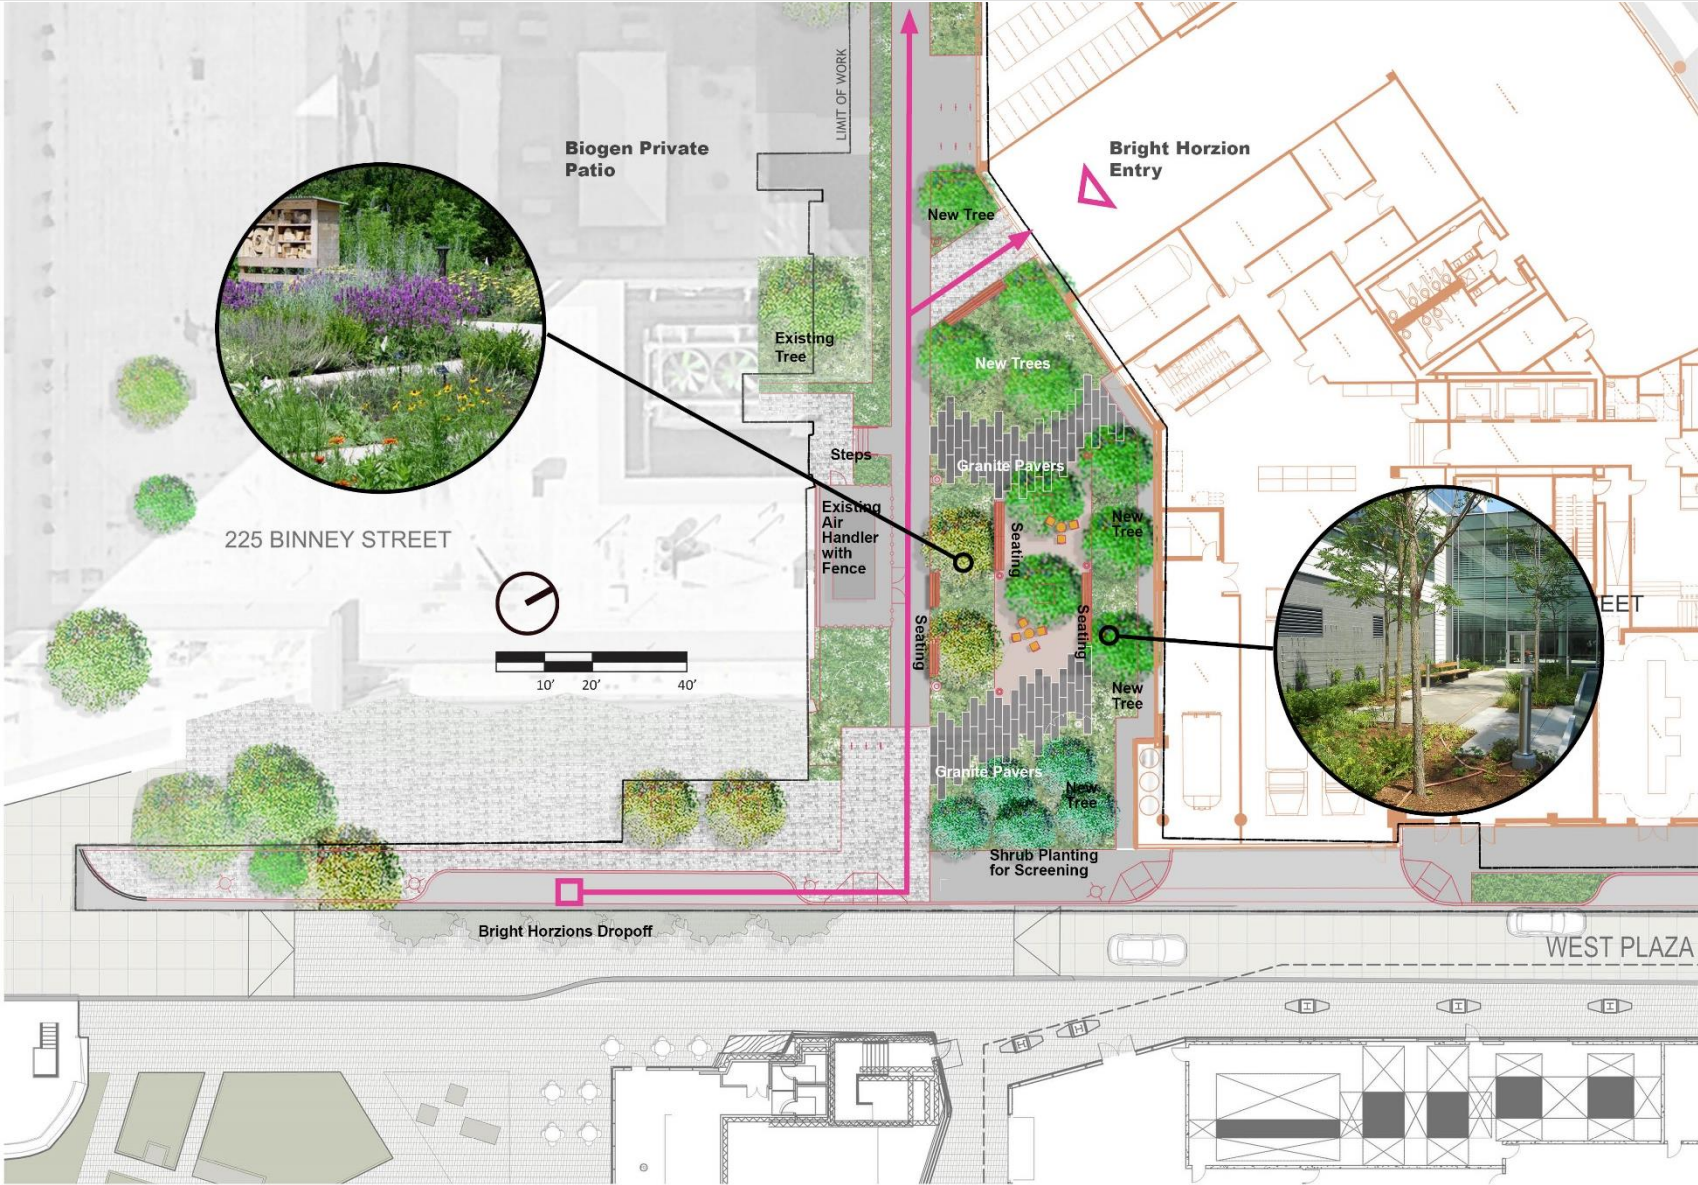 LIMIT OF WORK
Biogen Private
Patio
Bright Horzion
Entry
New Tree
Existing
Tree
New Trees
Steps
Granite Pavers
Existing
Air
Handler
with
Fence
Seating
New
Tree
225 BINNEY STREET
EET
Seating
Seating
10'
20'
40'
New
Tree
Granite Pavers
New
Tree
Shrub Planting
for Screening
Bright Horzions Dropoff
WEST PLAZA
H
H
H
H
H